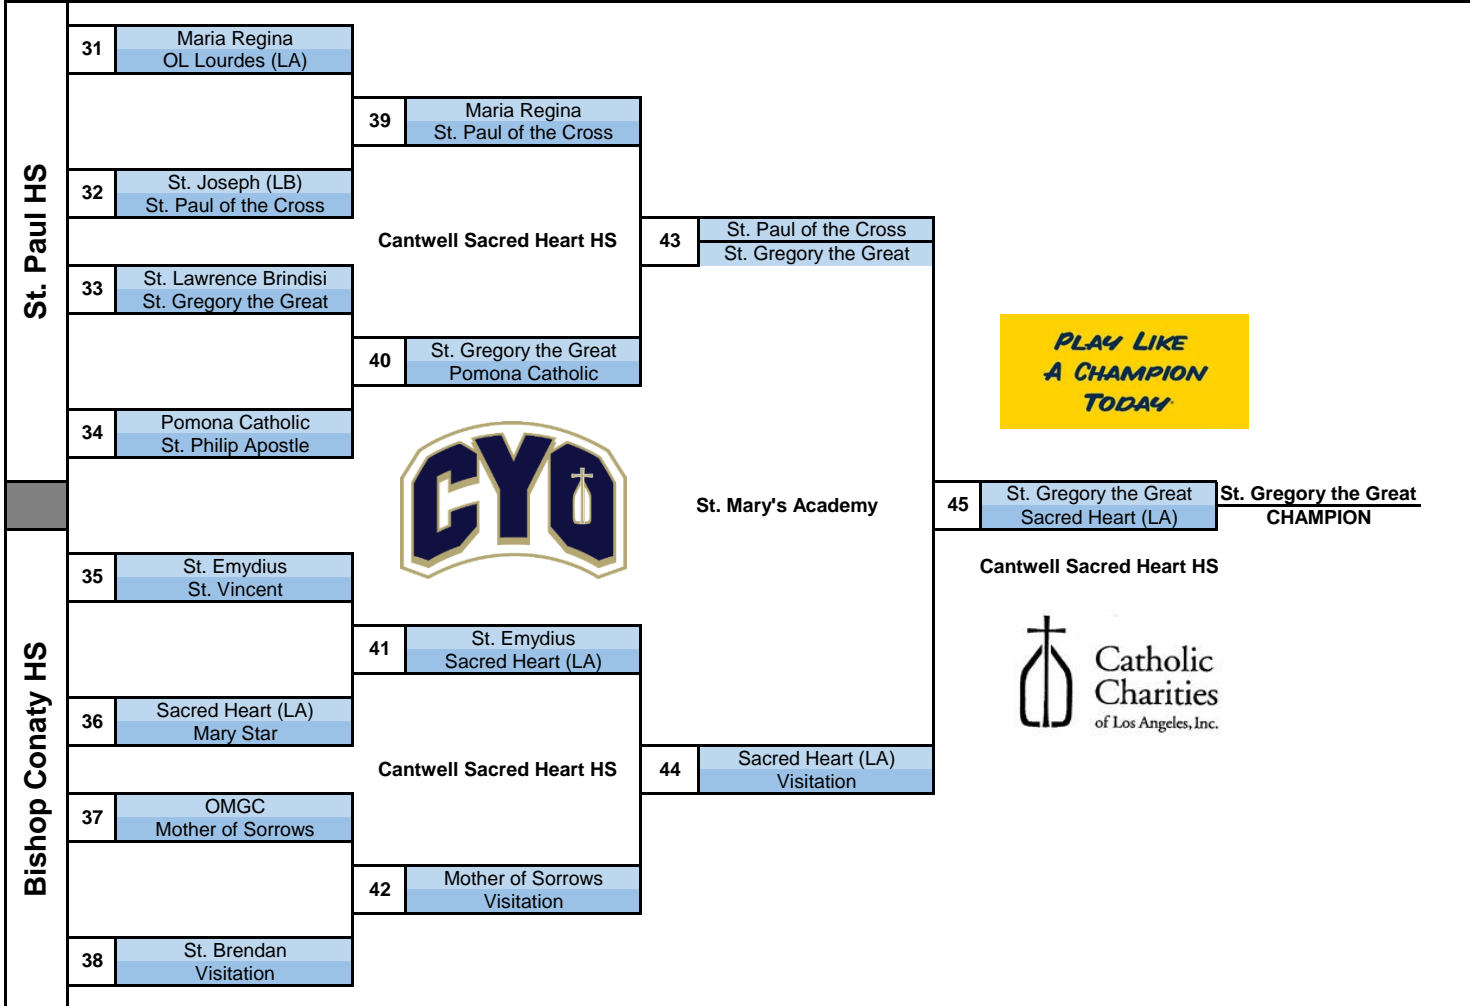 St. Paul HS
31
Maria Regina
OL Lourdes (LA)
32
St. Joseph (LB)
St. Paul of the Cross
33
St. Lawrence Brindisi
St. Gregory the Great
34
Pomona Catholic
St. Philip Apostle
Bishop Conaty HS
35
St. Emydius
St. Vincent
36
Sacred Heart (LA)
Mary Star
37
OMGC
Mother of Sorrows
38
St. Brendan
Visitation
39
Maria Regina
St. Paul of the Cross
Cantwell Sacred Heart HS
40
St. Gregory the Great
Pomona Catholic
CYO
41
St. Emydius
Sacred Heart (LA)
Cantwell Sacred Heart HS
42
Mother of Sorrows
Visitation
43
St. Paul of the Cross
St. Gregory the Great
St. Mary's Academy
44
Sacred Heart (LA)
Visitation
PLAY LIKE
A CHAMPION
TODAY
45
St. Gregory the Great
Sacred Heart (LA)
St. Gregory the Great
CHAMPION
Cantwell Sacred Heart HS
Catholic
Charities
of Los Angeles, Inc.